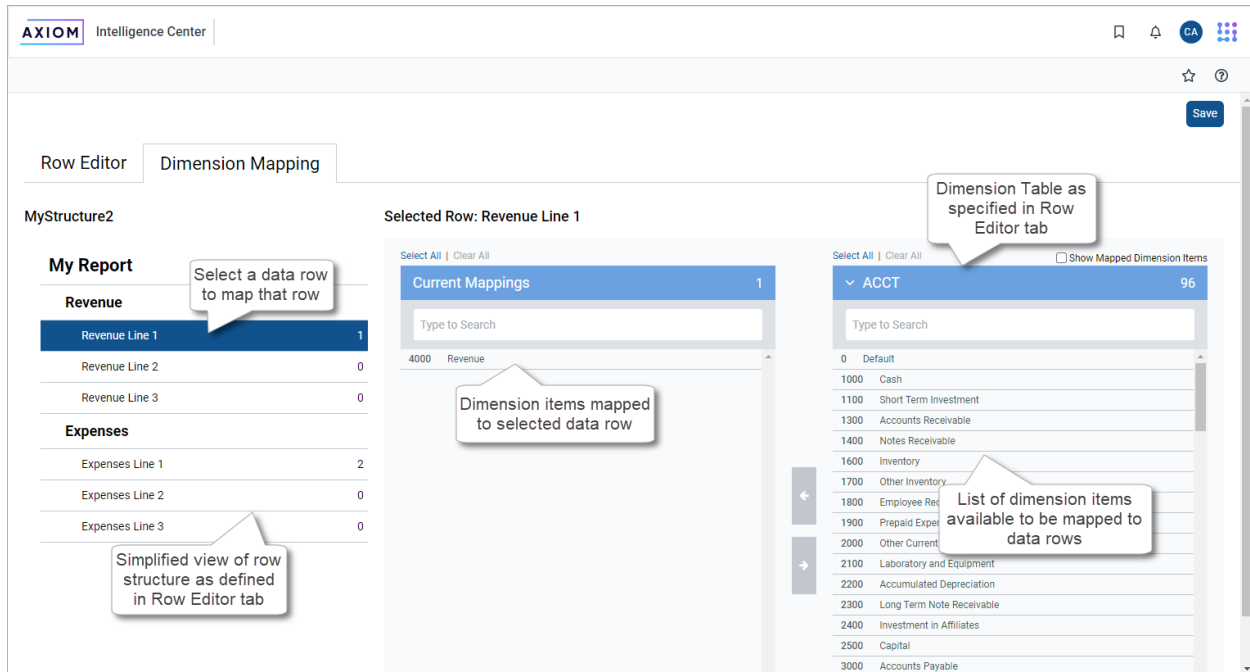 AXIOM Intelligence Center
CA
Save
Row Editor
Dimension Mapping
MyStructure2
Selected Row: Revenue Line 1
My Report
Revenue
Revenue Line 1 1
Revenue Line 2 0
Revenue Line 3 0
Expenses
Expenses Line 1 2
Expenses Line 2 0
Expenses Line 3 0
Select a data row
to map that row
Simplified view of row
structure as defined
in Row Editor tab
Select All | Clear All
Current Mappings 1
Type to Search
4000 Revenue
Dimension items mapped
to selected data row
Dimension Table as
specified in Row
Editor tab
Select All | Clear All
Show Mapped Dimension Items
ACCT 96
Type to Search
0 Default
1000 Cash
1100 Short Term Investment
1300 Accounts Receivable
1400 Notes Receivable
1600 Inventory
1700 Other Inventory
1800 Employee
1900 Prepaid
2000 Other Current
2100 Laboratory and Equipment
2200 Accumulated Depreciation
2300 Long Term Note Receivable
2400 Investment in Affiliates
2500 Capital
3000 Accounts Payable
List of dimension items
available to be mapped to
data rows